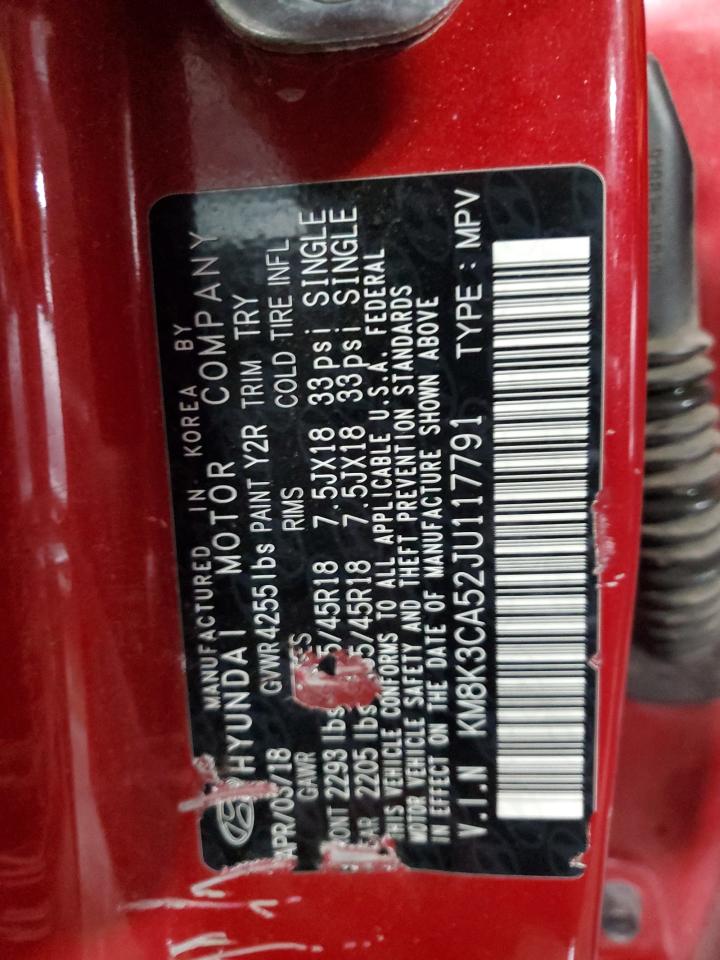 MANUFACTURED IN KOREA BY
HYUNDAI MOTOR COMPANY
APR/05/18 GVWR 4255lbs PAINT Y2R TRIM TRY
GAWR RIMS COLD TIRE INFL
2293 lbs /45R18 7.5JX18 33psi SINGLE
2205 lbs /45R18 7.5JX18 33psi SINGLE
THIS VEHICLE CONFORMS TO ALL APPLICABLE U.S.A. FEDERAL
MOTOR VEHICLE SAFETY AND THEFT PREVENTION STANDARDS
IN EFFECT ON THE DATE OF MANUFACTURE SHOWN ABOVE
V.I.N KM8K3CA52JU117791 TYPE : MPV